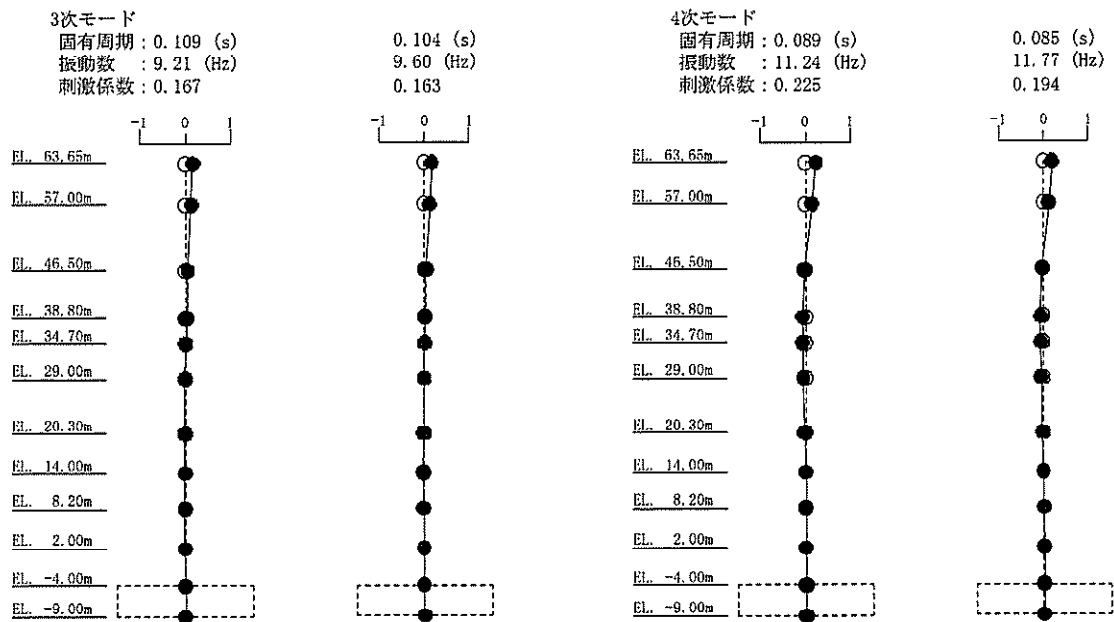 3次モード
固有周期:0.109 (s)
振動数 :9.21 (Hz)
刺激係数:0.167
0.104 (s)
9.60 (Hz)
0.163
-1 0 1
-1 0 1
EL. 63.65m
EL. 57.00m
EL. 46.50m
EL. 38.80m
EL. 34.70m
EL. 29.00m
EL. 20.30m
EL. 14.00m
EL. 8.20m
EL. 2.00m
EL. -4.00m
EL. -9.00m
4次モード
固有周期:0.089 (s)
振動数 :11.24 (Hz)
刺激係数:0.225
0.085 (s)
11.77 (Hz)
0.194
-1 0 1
-1 0 1
EL. 63.65m
EL. 57.00m
EL. 46.50m
EL. 38.80m
EL. 34.70m
EL. 29.00m
EL. 20.30m
EL. 14.00m
EL. 8.20m
EL. 2.00m
EL. -4.00m
EL. -9.00m